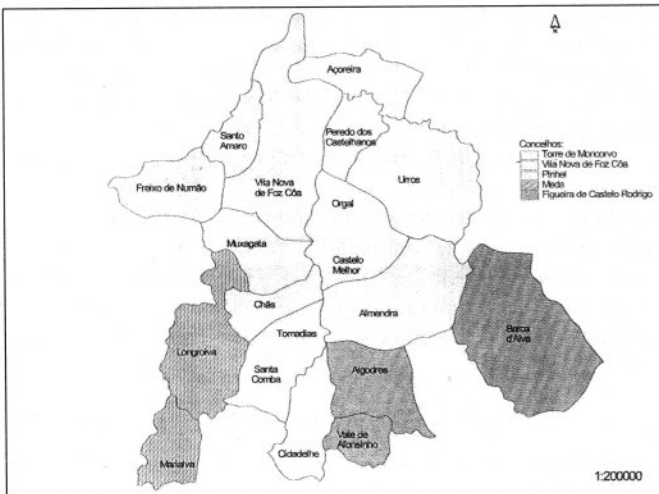 N
Açoreira
Santo
Amaro
Peredo dos
Castelhanos
Concelhos:
Torre de Moncorvo
Vila Nova de Foz Côa
Pinhel
Meda
Figueira de Castelo Rodrigo
Freixo de Numão
Vila Nova
de Foz Côa
Urros
Orgal
Muxagata
Castelo
Melhor
Chãs
Almendra
Tomadias
Barca
d'Alva
Longroiva
Santa
Comba
Algodres
Vale de
Afonsinho
Cidadelhe
Marialva
1:200000